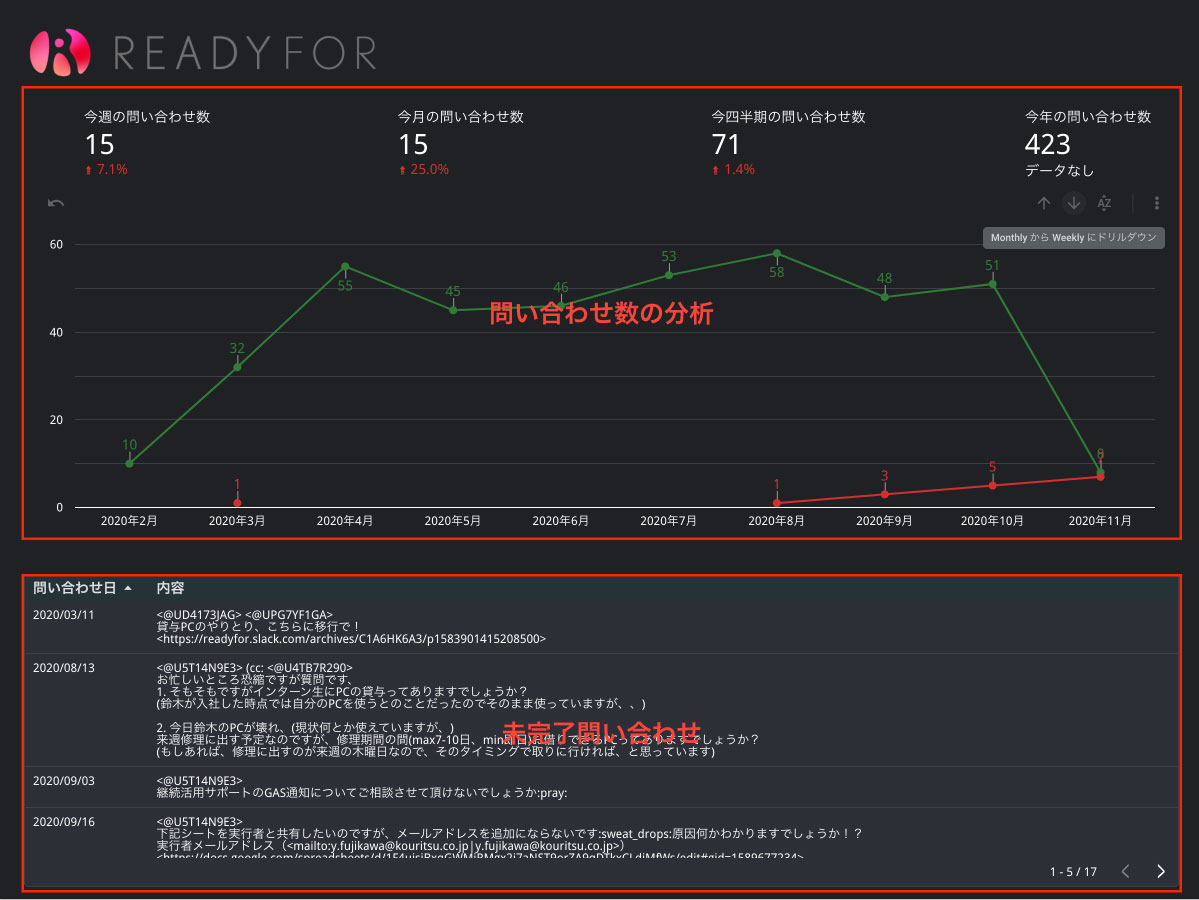 READYFOR
今週の問い合わせ数
15
7.1%
今月の問い合わせ数
15
25.0%
今四半期の問い合わせ数
71
1.4%
今年の問い合わせ数
423
データなし
AZ
Monthly から Weekly にドリルダウン
60
40
20
0
10
32
55
45
46
53
58
48
51
8
1
1
3
5
問い合わせ数の分析
2020年2月
2020年3月
2020年4月
2020年5月
2020年6月
2020年7月
2020年8月
2020年9月
2020年10月
2020年11月
問い合わせ日 内容
2020/03/11
<@UD4173JAG> <@UPG7YF1GA>
貸与PCのやりとり、こちらに移行で！
<https://readyfor.slack.com/archives/C1A6HK6A3/p1583901415208500>
2020/08/13
<@U5T14N9E3> (cc: <@U4TB7R290>
お忙しいところ恐縮ですが質問です、
1. そもそもですがインターン生にPCの貸与ってありますでしょうか？
(鈴木が入社した時点では自分のPCを使うとのことだったのでそのまま使っていますが、、)
2. 今日鈴木のPCが壊れ、(現状何とか使えていますが、)
来週修理に出す予定なのですが、修理期間の間(max7-10日、min
でしょうか？
(もしあれば、修理に出すのが来週の木曜日なので、そのタイミングで取りに行ければ、と思っています)
未完了問い合わせ
2020/09/03
<@U5T14N9E3>
継続活用サポートのGAS通知についてご相談させて頂けないでしょうか:pray:
2020/09/16
<@U5T14N9E3>
下記シートを実行者と共有したいのですが、メールアドレスを追加にならないです:sweat_drops:原因何かわかりますでしょうか！？
実行者メールアドレス（<mailto:y.fujikawa@kouritsu.co.jp|y.fujikawa@kouritsu.co.jp>）
1 - 5 / 17